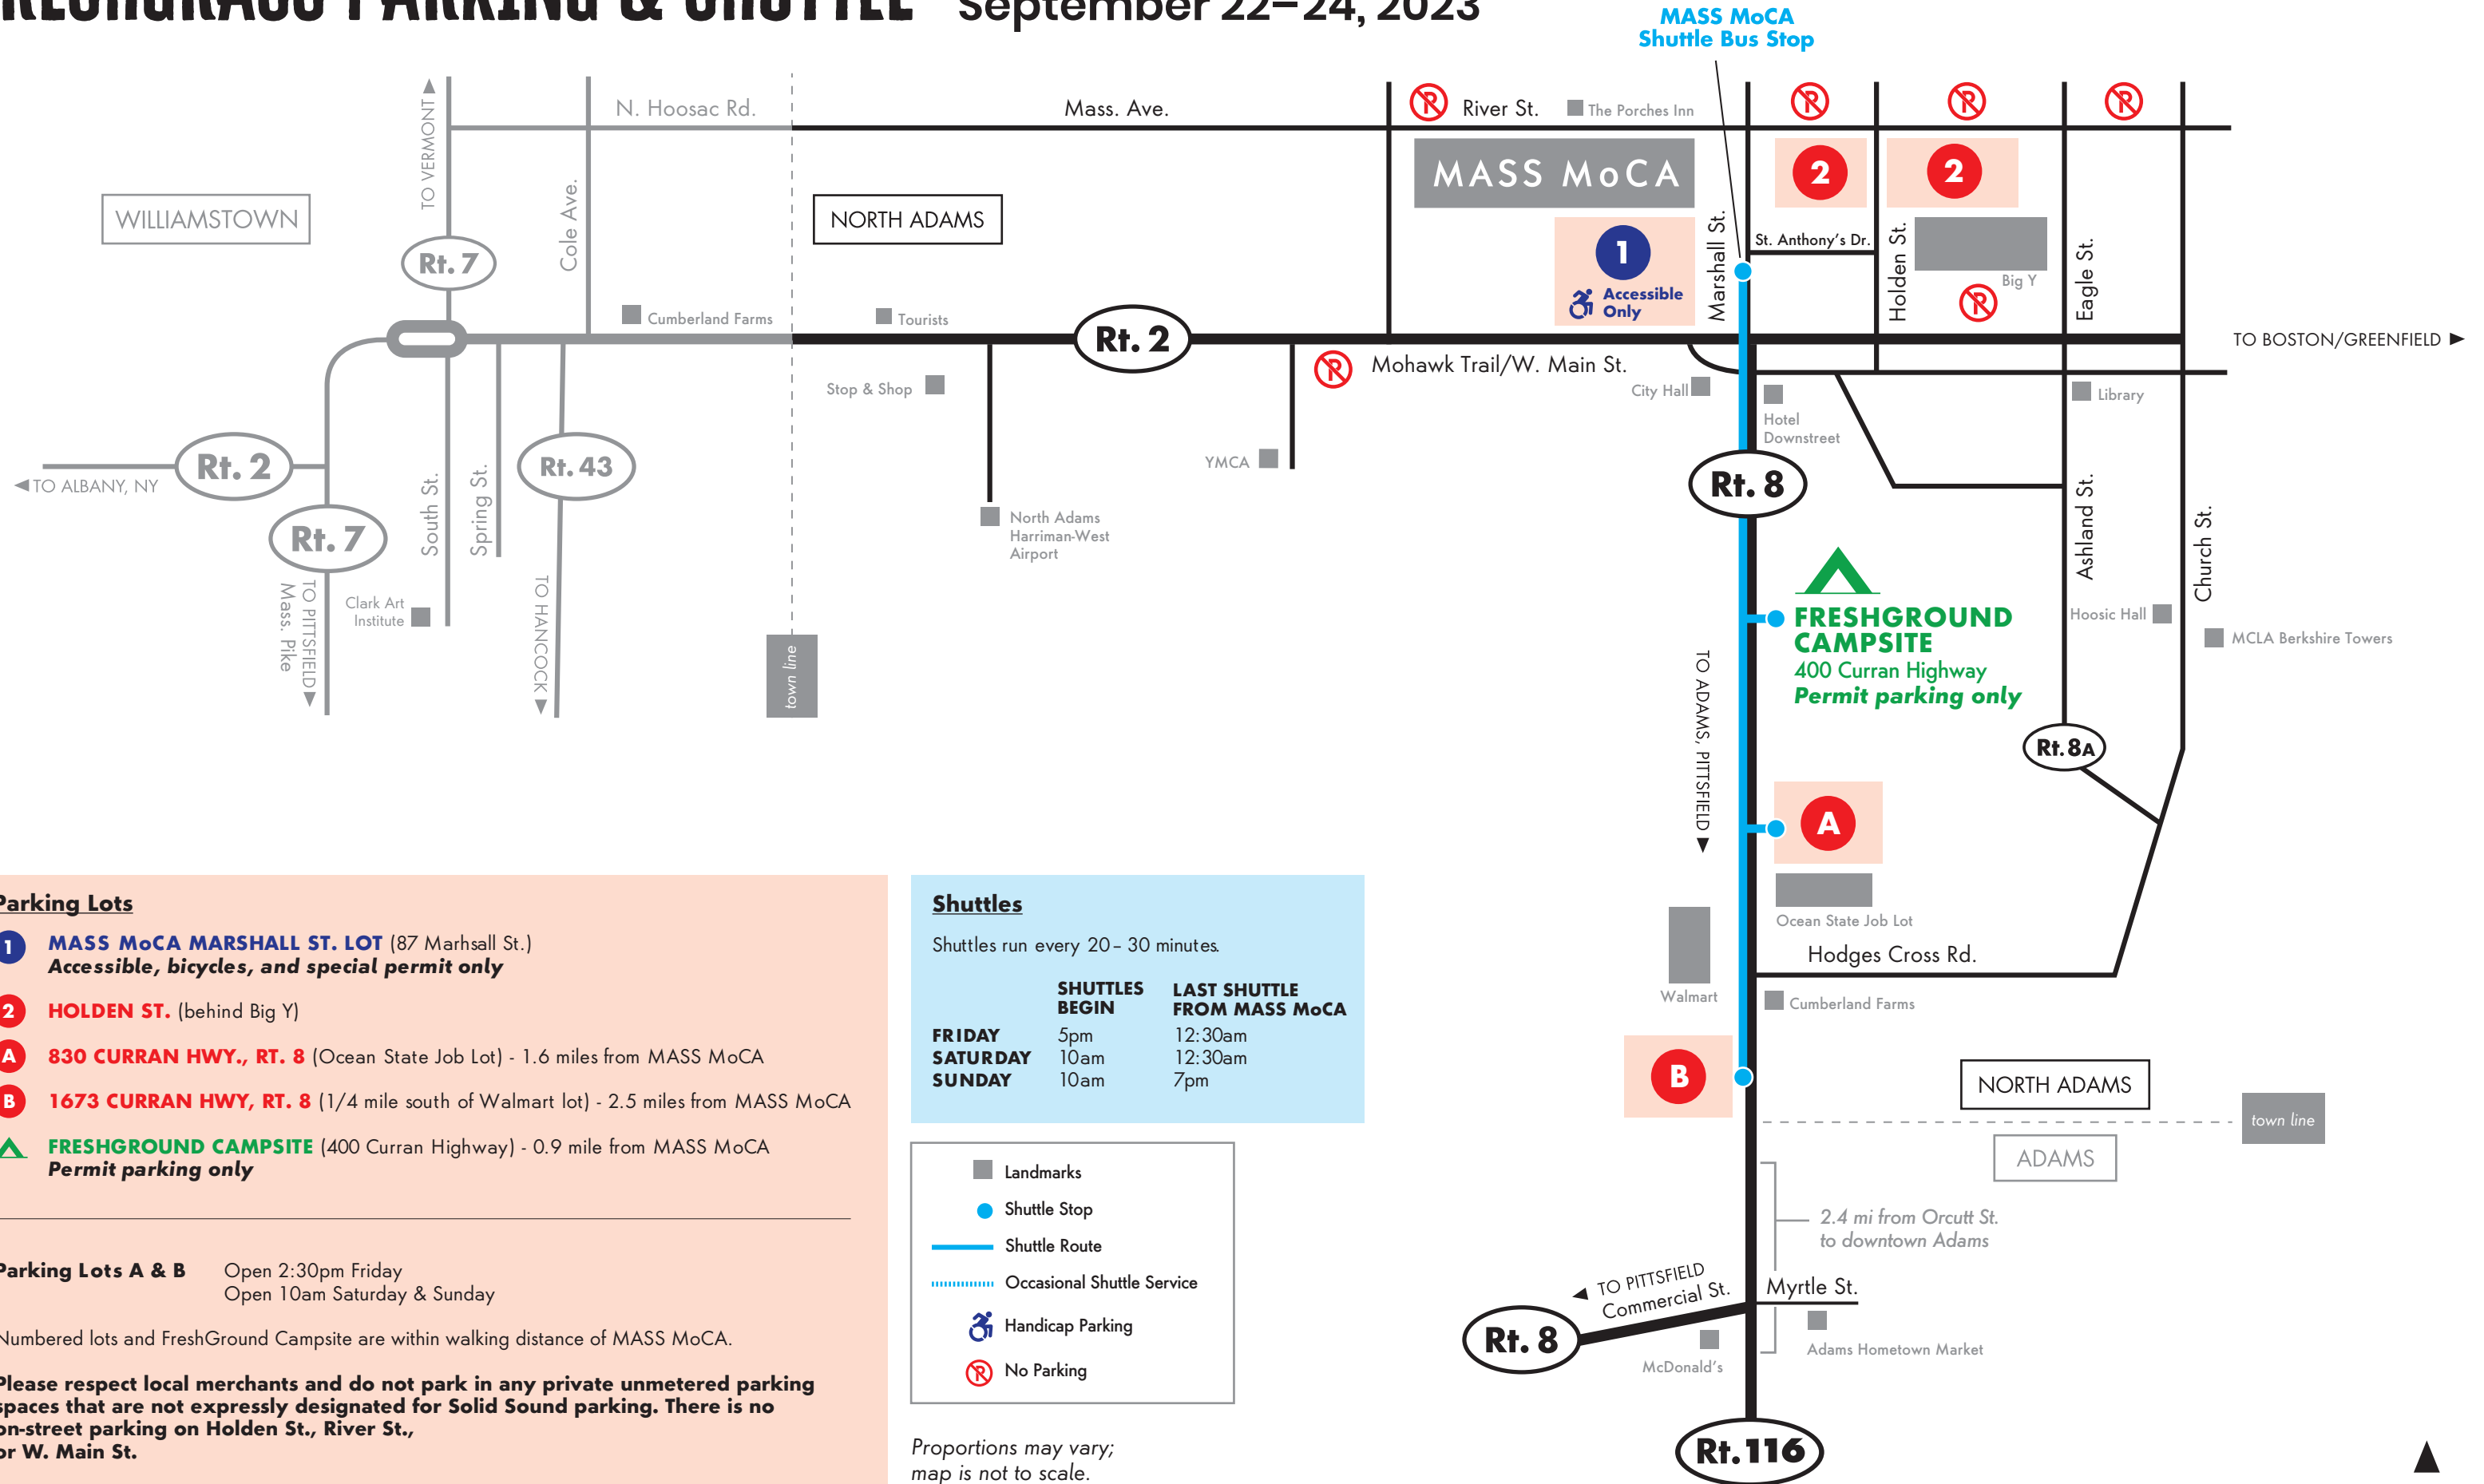 RESHGRASS PARKING & SHUTTLE September 22–24, 2023
MASS MoCA
Shuttle Bus Stop
TO VERMONT
N. Hoosac Rd.
Mass. Ave.
River St.
The Porches Inn
MASS MoCA
2
2
WILLIAMSTOWN
Cole Ave.
NORTH ADAMS
Rt. 7
1
Accessible
Only
Marshall St.
St. Anthony's Dr.
Holden St.
Big Y
Eagle St.
Cumberland Farms
Tourists
Rt. 2
TO BOSTON/GREENFIELD
Mohawk Trail/W. Main St.
Stop & Shop
City Hall
Hotel
Downstreet
Library
Rt. 2
TO ALBANY, NY
Rt. 7
South St.
Spring St.
Rt. 43
YMCA
Rt. 8
North Adams
Harriman-West
Airport
Ashland St.
Church St.
TO PITTSFIELD
Mass. Pike
Clark Art
Institute
TO HANCOCK
town line
FRESHGROUND
CAMPSITE
400 Curran Highway
Permit parking only
Hoosic Hall
MCLA Berkshire Towers
TO ADAMS, PITTSFIELD
Rt. 8A
A
Ocean State Job Lot
Hodges Cross Rd.
Walmart
Cumberland Farms
B
NORTH ADAMS
town line
ADAMS
2.4 mi from Orcutt St.
to downtown Adams
TO PITTSFIELD
Commercial St.
Myrtle St.
Rt. 8
McDonald's
Adams Hometown Market
Rt. 116
Parking Lots
1 MASS MoCA MARSHALL ST. LOT (87 Marhsall St.)
Accessible, bicycles, and special permit only
2 HOLDEN ST. (behind Big Y)
A 830 CURRAN HWY., RT. 8 (Ocean State Job Lot) - 1.6 miles from MASS MoCA
B 1673 CURRAN HWY, RT. 8 (1/4 mile south of Walmart lot) - 2.5 miles from MASS MoCA
FRESHGROUND CAMPSITE (400 Curran Highway) - 0.9 mile from MASS MoCA
Permit parking only
Parking Lots A & B Open 2:30pm Friday
Open 10am Saturday & Sunday
Numbered lots and FreshGround Campsite are within walking distance of MASS MoCA.
Please respect local merchants and do not park in any private unmetered parking
spaces that are not expressly designated for Solid Sound parking. There is no
on-street parking on Holden St., River St.,
or W. Main St.
Shuttles
Shuttles run every 20– 30 minutes.
SHUTTLES BEGIN LAST SHUTTLE FROM MASS MoCA
FRIDAY 5pm 12:30am
SATURDAY 10am 12:30am
SUNDAY 10am 7pm
Landmarks
Shuttle Stop
Shuttle Route
Occasional Shuttle Service
Handicap Parking
No Parking
Proportions may vary;
map is not to scale.